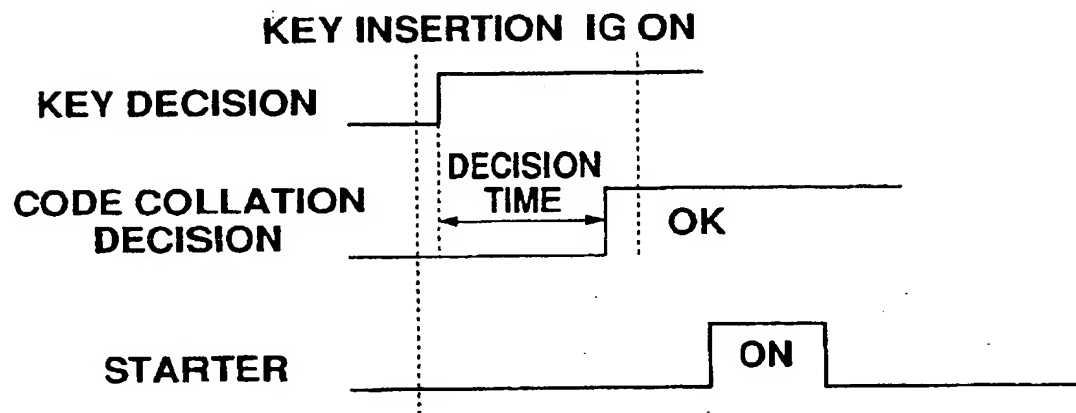 KEY INSERTION IG ON
KEY DECISION
DECISION
TIME
CODE COLLATION
DECISION
OK
STARTER
ON